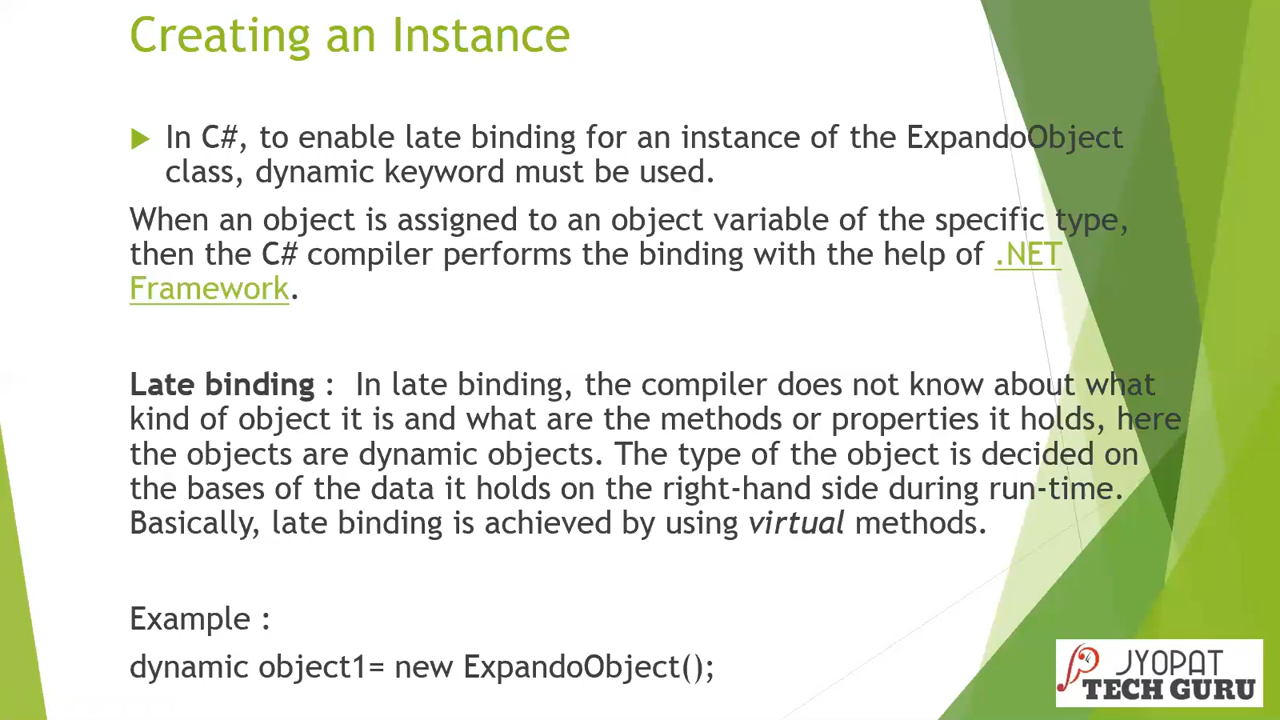 Creating an Instance
In C#, to enable late binding for an instance of the ExpandoObject
class, dynamic keyword must be used.
When an object is assigned to an object variable of the specific type,
then the C# compiler performs the binding with the help of .NET
Framework.
Late binding :  In late binding, the compiler does not know about what
kind of object it is and what are the methods or properties it holds, here
the objects are dynamic objects. The type of the object is decided on
the bases of the data it holds on the right-hand side during run-time.
Basically, late binding is achieved by using virtual methods.
Example :
dynamic object1= new ExpandoObject();
JYOPAT
TECH GURU